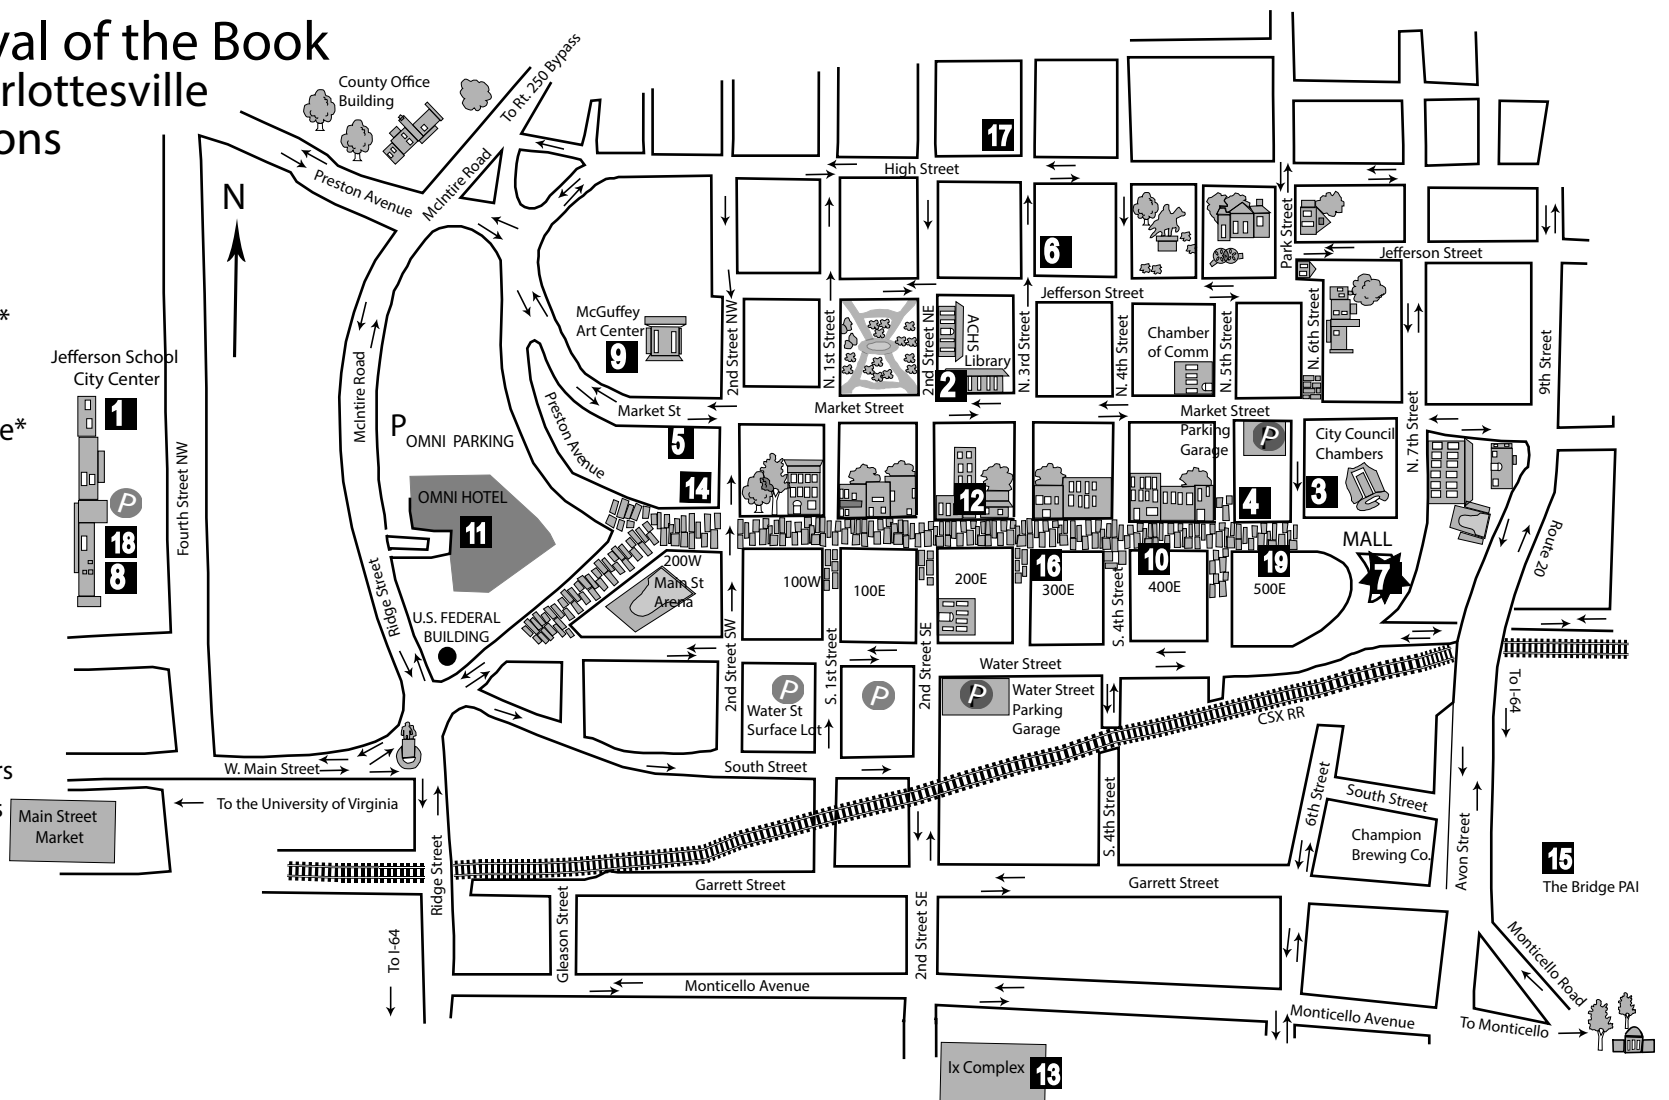 val of the Book
rlottesville
ons
*
e*
rs
s
County Office
Building
To Rt. 250 Bypass
17
High Street
Preston Avenue
McIntire Road
N
Park Street
6
Jefferson Street
Jefferson Street
McGuffey
Art Center
9
2nd Street NW
N. 1st Street
2nd Street NE
ACHS
Library
2
N. 3rd Street
N. 4th Street
Chamber
of Comm
N. 5th Street
N. 6th Street
N. 7th Street
9th Street
Jefferson School
City Center
1
P
18
8
Fourth Street NW
McIntire Road
P
OMNI PARKING
OMNI HOTEL
11
Preston Avenue
Market St
5
14
Market Street
Market Street
Parking
Garage
P
4
City Council
Chambers
3
12
MALL
7
Route 20
Ridge Street
U.S. FEDERAL
BUILDING
200W
Main St
Arena
100W
100E
200E
16
300E
10
400E
19
500E
2nd Street SW
S. 1st Street
2nd Street SE
S. 4th Street
Water Street
P
Water St
Surface Lot
P
P
Water Street
Parking
Garage
CSX RR
To I-64
W. Main Street
South Street
To the University of Virginia
Main Street
Market
Ridge Street
S. 4th Street
6th Street
South Street
Champion
Brewing Co.
Avon Street
15
The Bridge PAI
Garrett Street
Garrett Street
To I-64
Gleason Street
2nd Street SE
Monticello Avenue
Monticello Avenue
Monticello Road
To Monticello
Ix Complex
13